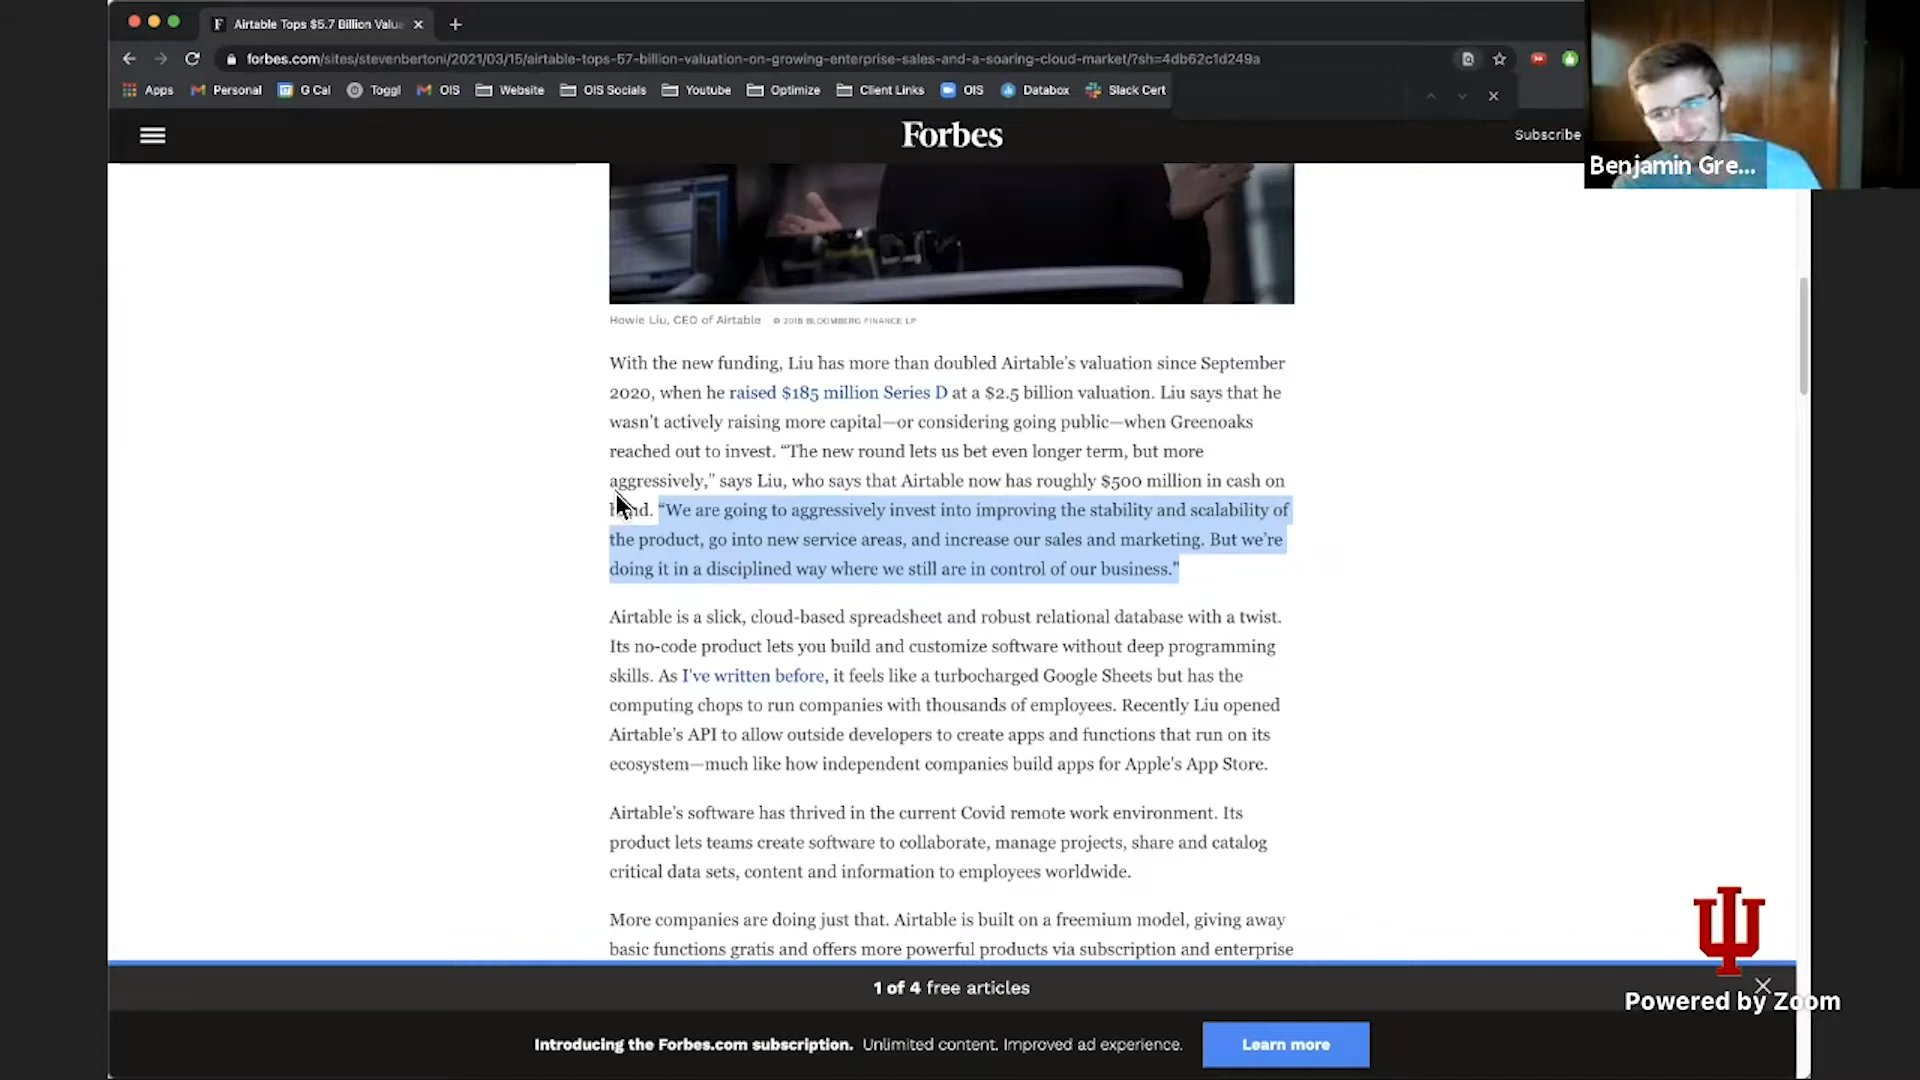 F Airtable Tops $5.7 Billion Valua
forbes.com/sites/stevenbertoni/2021/03/15/airtable-tops-57-billion-valuation-on-growing-enterprise-sales-and-a-soaring-cloud-market/?sh=4db62c1d249a
Apps Personal G Cal Toggl OIS Website OIS Socials Youtube Optimize Client Links OIS Databox Slack Cert
Forbes
Subscribe
Benjamin Gre...
Howie Liu, CEO of Airtable © 2018 BLOOMBERG FINANCE LP
With the new funding, Liu has more than doubled Airtable's valuation since September
2020, when he raised $185 million Series D at a $2.5 billion valuation. Liu says that he
wasn't actively raising more capital—or considering going public—when Greenoaks
reached out to invest. “The new round lets us bet even longer term, but more
aggressively,” says Liu, who says that Airtable now has roughly $500 million in cash on
hand. “We are going to aggressively invest into improving the stability and scalability of
the product, go into new service areas, and increase our sales and marketing. But we're
doing it in a disciplined way where we still are in control of our business."
Airtable is a slick, cloud-based spreadsheet and robust relational database with a twist.
Its no-code product lets you build and customize software without deep programming
skills. As I've written before, it feels like a turbocharged Google Sheets but has the
computing chops to run companies with thousands of employees. Recently Liu opened
Airtable's API to allow outside developers to create apps and functions that run on its
ecosystem—much like how independent companies build apps for Apple's App Store.
Airtable's software has thrived in the current Covid remote work environment. Its
product lets teams create software to collaborate, manage projects, share and catalog
critical data sets, content and information to employees worldwide.
More companies are doing just that. Airtable is built on a freemium model, giving away
basic functions gratis and offers more powerful products via subscription and enterprise
1 of 4 free articles
Powered by Zoom
Introducing the Forbes.com subscription. Unlimited content. Improved ad experience. Learn more